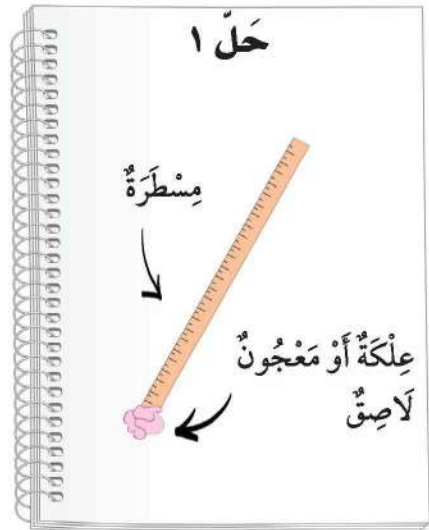 حَلّ ١
مِسْطَرَةٌ
عِلْكَةٌ أَوْ مَعْجُونٌ
لَاصِقٌ